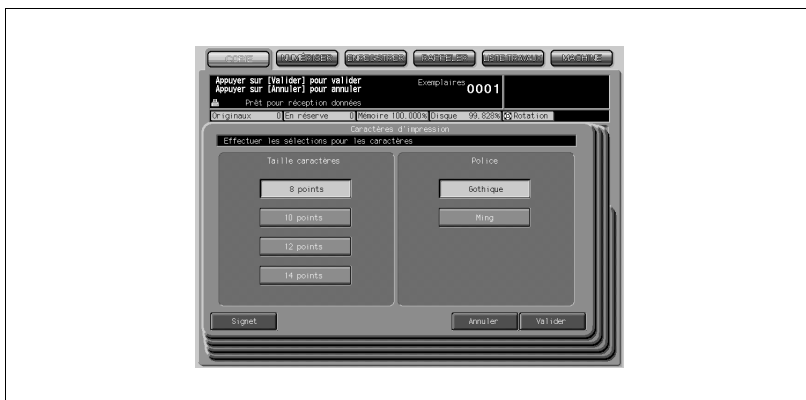 COPIE NUMÉRISER ENREGISTRER RAPPELER LISTE TRAVAUX MACHINE
Appuyer sur [Valider] pour valider
Appuyer sur [Annuler] pour annuler
Exemplaires 0001
Prêt pour réception données
Originaux 0 En réserve 0 Mémoire 100.000% Disque 99.828% Rotation
Caractères d'impression
Effectuer les sélections pour les caractères
Taille caractères Police
8 points Gothique
10 points Ming
12 points
14 points
Signet Annuler Valider